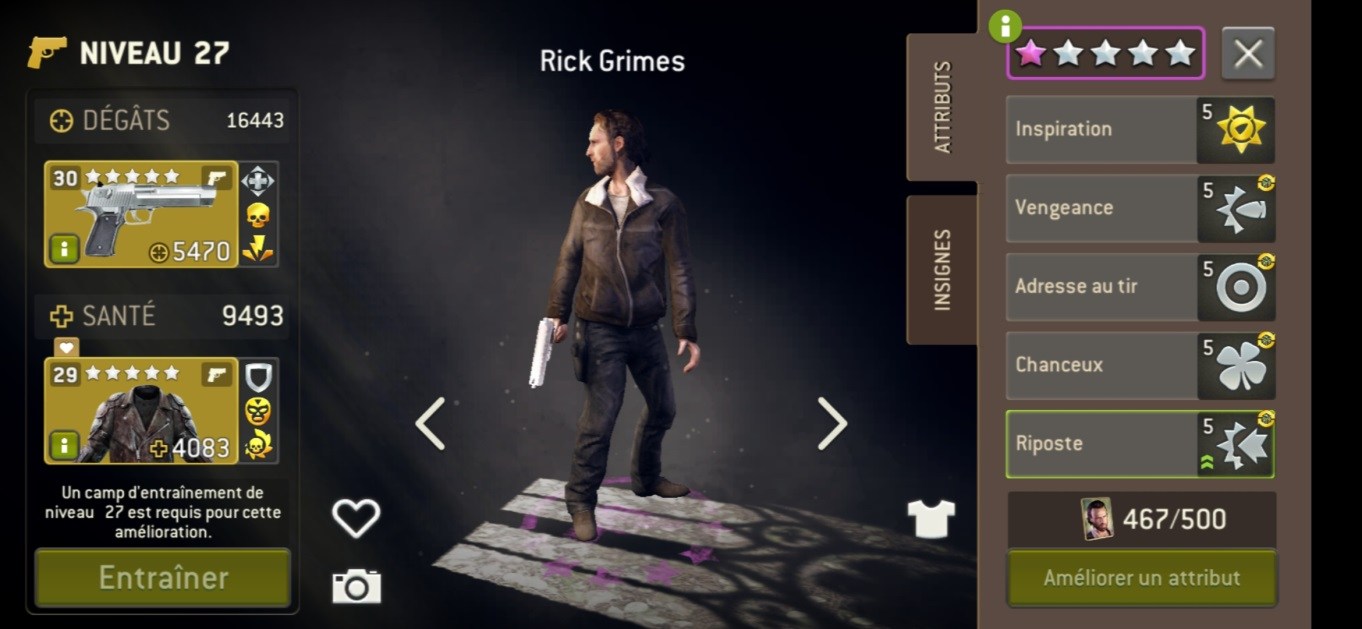 NIVEAU 27
DÉGÂTS 16443
30
5470
SANTÉ 9493
29
4083
Un camp d'entraînement de
niveau 27 est requis pour cette
amélioration.
Entraîner
Rick Grimes
ATTRIBUTS
INSIGNES
Inspiration 5
Vengeance 5
Adresse au tir 5
Chanceux 5
Riposte 5
467/500
Améliorer un attribut